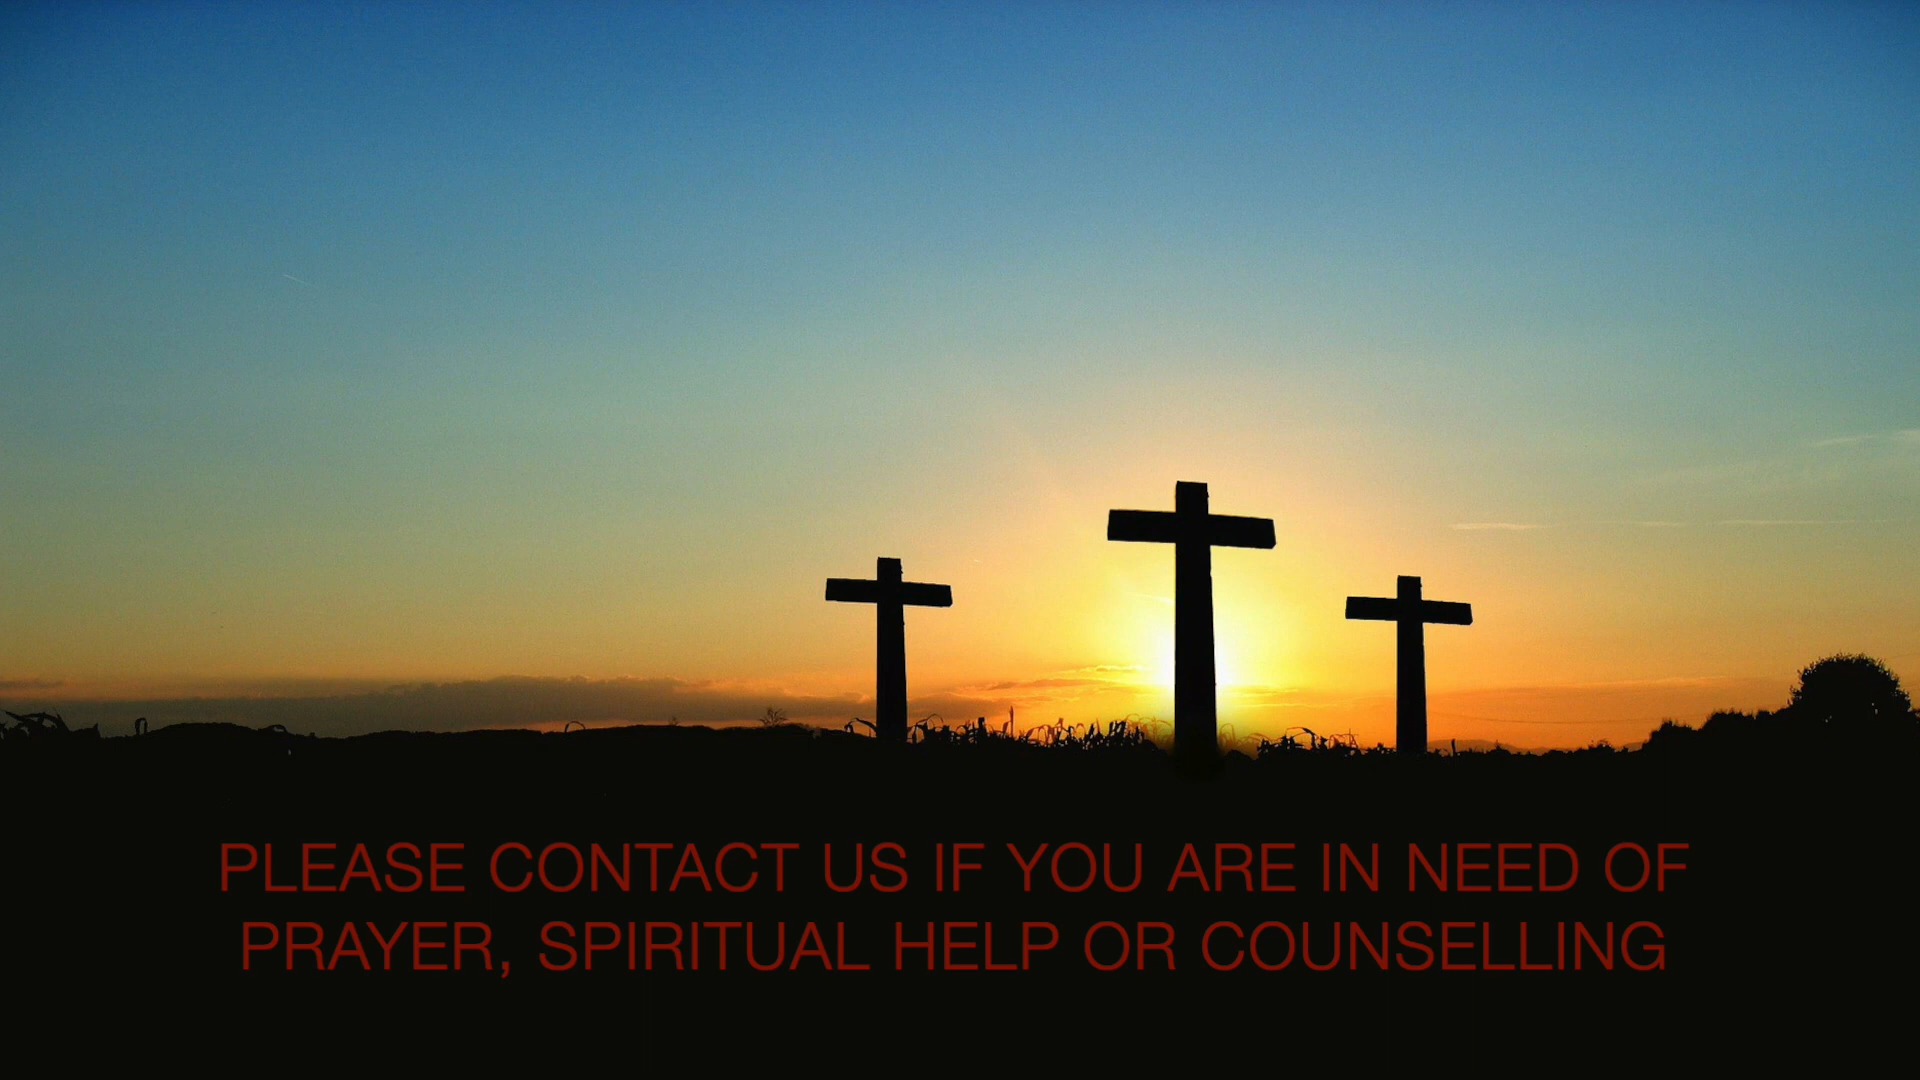 PLEASE CONTACT US IF YOU ARE IN NEED OF
PRAYER, SPIRITUAL HELP OR COUNSELLING